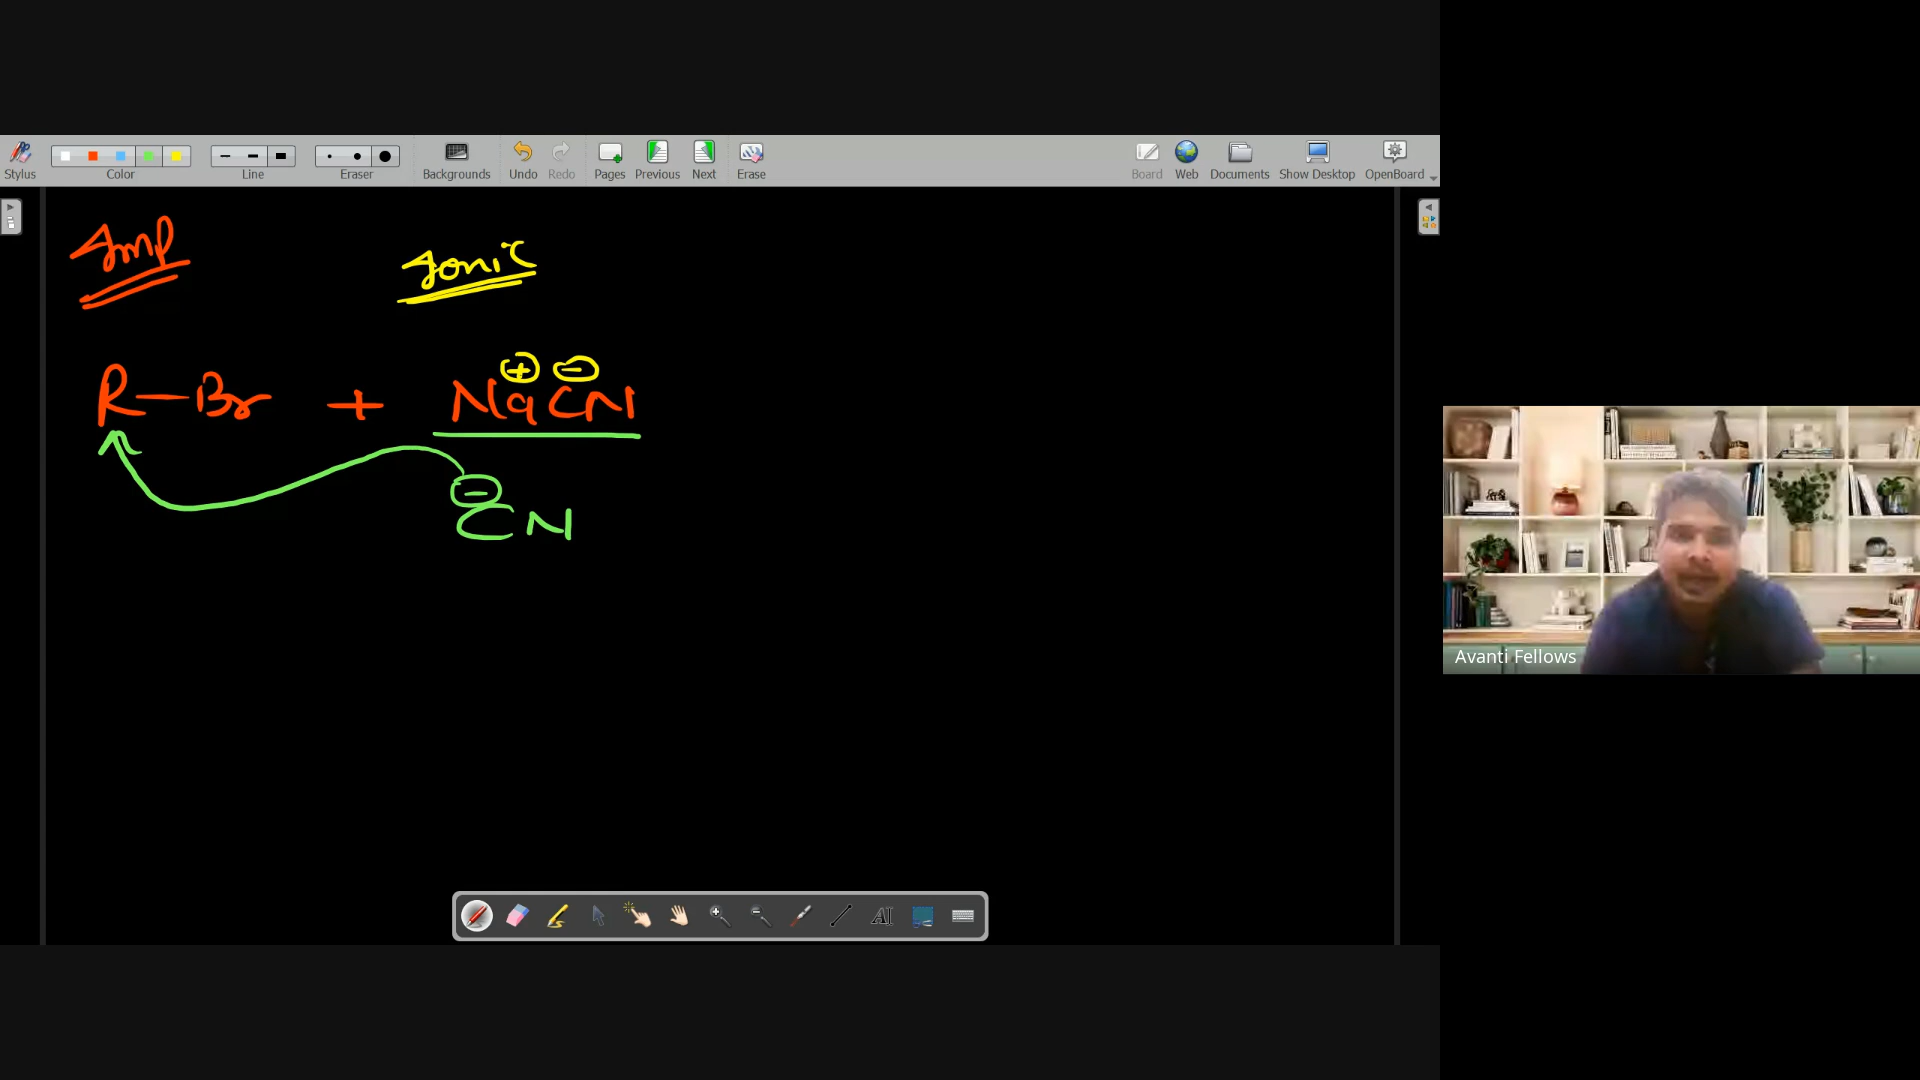 Stylus Color Line Eraser Backgrounds Undo Redo Pages Previous Next Erase Board Web Documents Show Desktop OpenBoard
Imp
Ionic
R-Br + Na⊕CN⊖
⊖CN
AI
Avanti Fellows